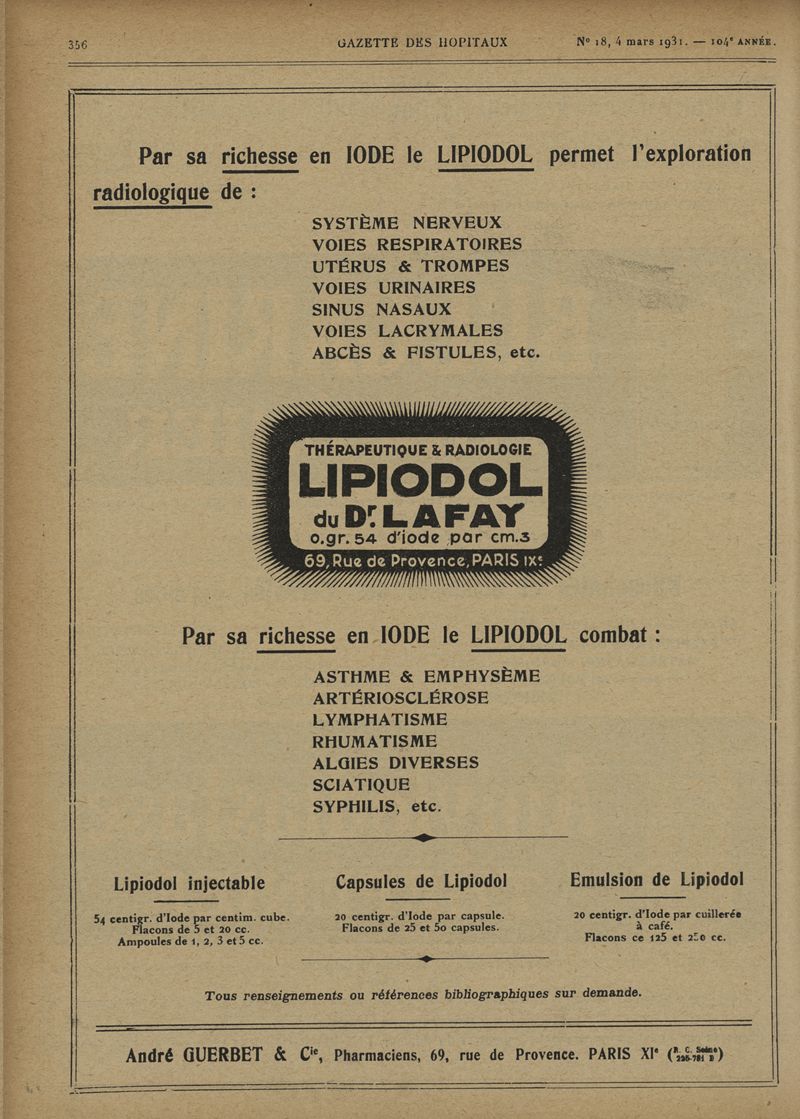 356 GAZETTE DES HOPITAUX Nº 18, 4 mars 1931. — 104e ANNÉE.
Par sa richesse en IODE le LIPIODOL permet l'exploration
radiologique de :
SYSTÈME NERVEUX
VOIES RESPIRATOIRES
UTÉRUS & TROMPES
VOIES URINAIRES
SINUS NASAUX
VOIES LACRYMALES
ABCÈS & FISTULES, etc.
THÉRAPEUTIQUE & RADIOLOGIE
LIPIODOL
du Dr. LAFAY
0.gr. 54 d'iode par cm.3
69, Rue de Provence, PARIS IXe
Par sa richesse en IODE le LIPIODOL combat :
ASTHME & EMPHYSÈME
ARTÉRIOSCLÉROSE
LYMPHATISME
RHUMATISME
ALGIES DIVERSES
SCIATIQUE
SYPHILIS, etc.
Lipiodol injectable
54 centigr. d'Iode par centim. cube.
Flacons de 5 et 20 cc.
Ampoules de 1, 2, 3 et 5 cc.
Capsules de Lipiodol
20 centigr. d'Iode par capsule.
Flacons de 25 et 50 capsules.
Emulsion de Lipiodol
20 centigr. d'Iode par cuillerée
à café.
Flacons ce 125 et 250 cc.
Tous renseignements ou références bibliographiques sur demande.
André GUERBET & Cie, Pharmaciens, 69, rue de Provence. PARIS XIe (R. C. Seine